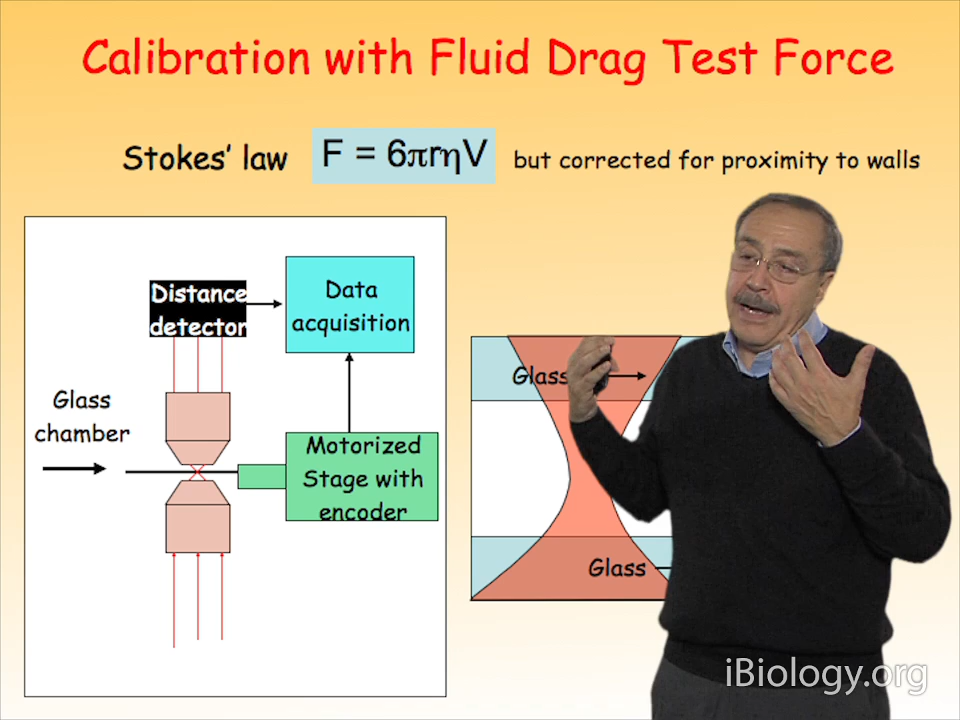 Calibration with Fluid Drag Test Force
Stokes’ law
F = 6πrηV
but corrected for proximity to walls
Distance
detector
Data
acquisition
Glass
chamber
Motorized
Stage with
encoder
Glass
Glass
iBiology.org